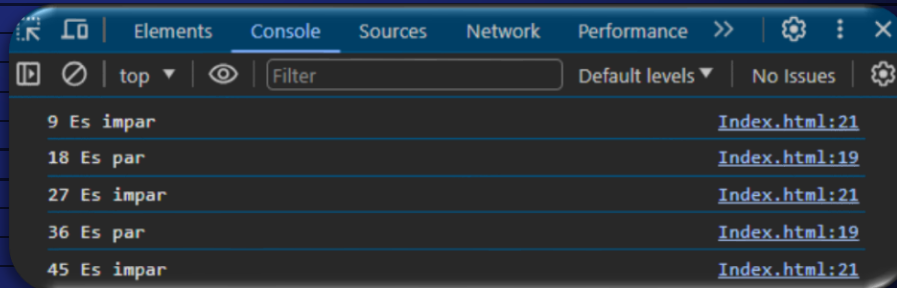 Elements Console Sources Network Performance
top Filter Default levels No Issues
9 Es impar Index.html:21
18 Es par Index.html:19
27 Es impar Index.html:21
36 Es par Index.html:19
45 Es impar Index.html:21